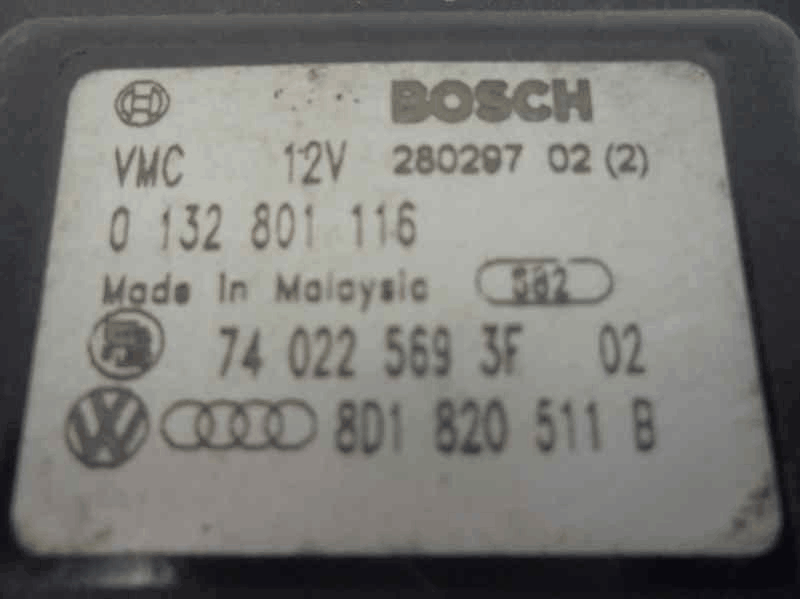 BOSCH
VMC 12V 280297 02 (2)
0 132 801 116
Made in Malaysia 582
74 022 569 3F 02
8D1 820 511 B